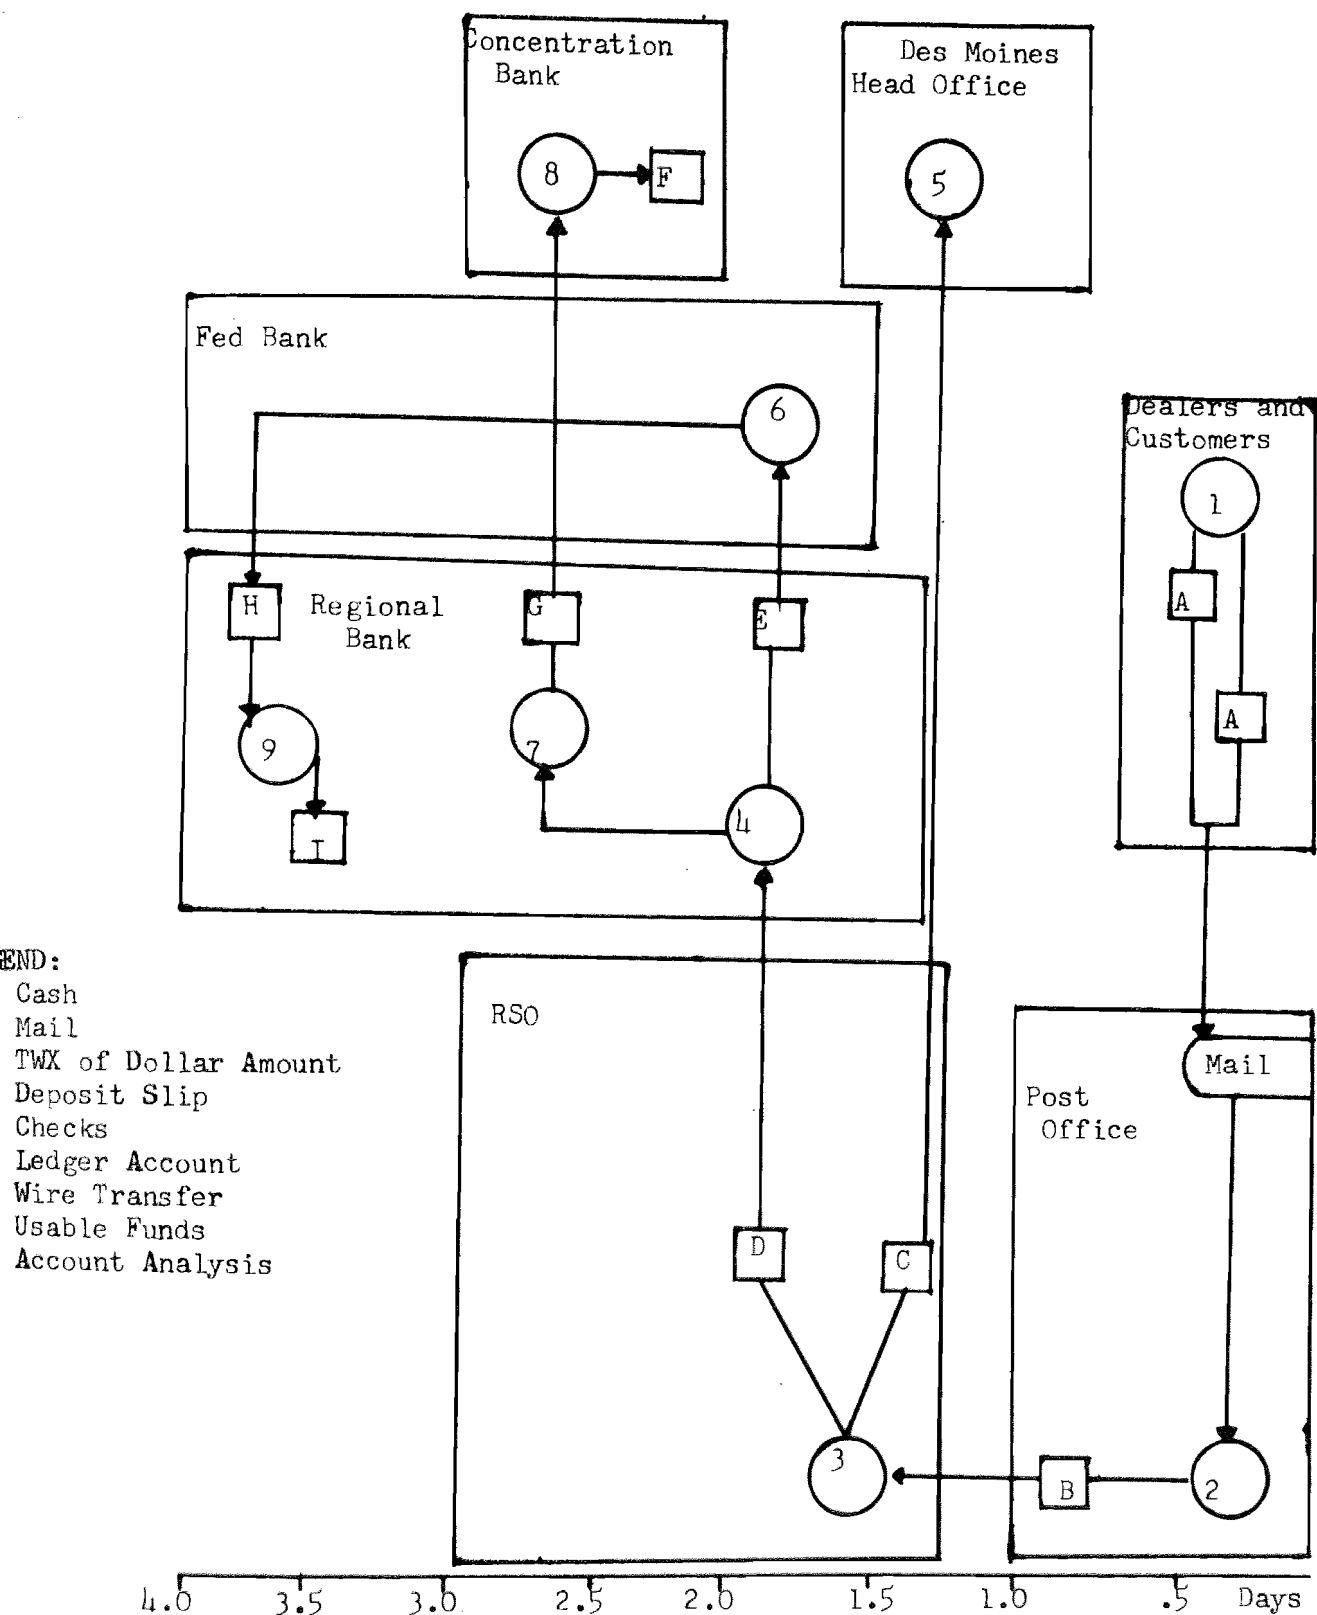 Concentration
Bank
8
F
Des Moines
Head Office
5
Fed Bank
6
Dealers and
Customers
1
A
A
H
Regional
Bank
G
E
9
7
4
I
END:
Cash
Mail
TWX of Dollar Amount
Deposit Slip
Checks
Ledger Account
Wire Transfer
Usable Funds
Account Analysis
RSO
D
C
3
Mail
Post
Office
B
2
4.0 3.5 3.0 2.5 2.0 1.5 1.0 .5 Days